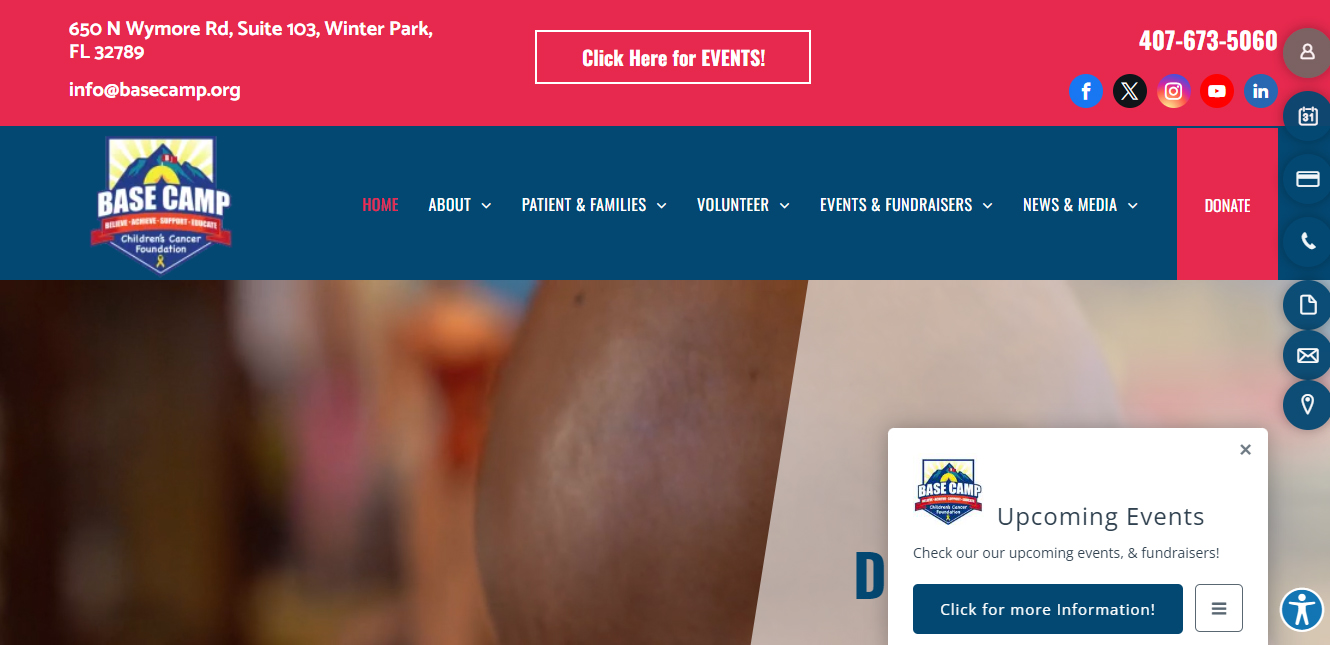 650 N Wymore Rd, Suite 103, Winter Park,
FL 32789
info@basecamp.org
Click Here for EVENTS!
407-673-5060
BASE CAMP
BELIEVE • ACHIEVE • SUPPORT • EDUCATE
Children's Cancer
Foundation
HOME
ABOUT
PATIENT & FAMILIES
VOLUNTEER
EVENTS & FUNDRAISERS
NEWS & MEDIA
DONATE
31
D
BASE CAMP
Children's Cancer
Foundation
Upcoming Events
Check our our upcoming events, & fundraisers!
Click for more Information!